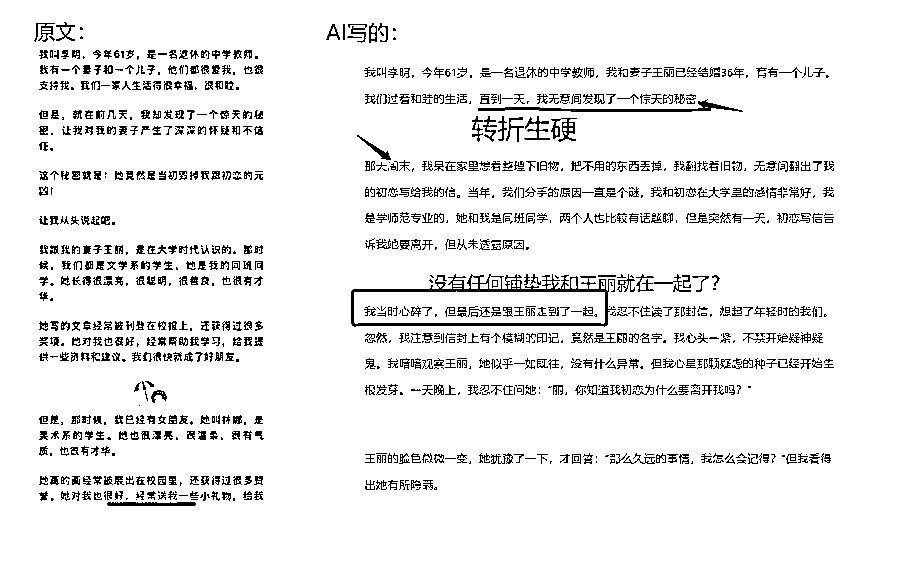 原文：
我叫李明，今年61岁，是一名退休的中学教师。
我有一个妻子和一个儿子，他们都很爱我，也很
支持我。我们一家人生活得很幸福，很和睦。
但是，就在前几天，我却发现了一个惊天的秘
密，让我对我的妻子产生了深深的怀疑和不信
任。
这个秘密就是：她竟然是当初毁掉我跟初恋的元
凶！
让我从头说起吧。
我跟我的妻子王丽，是在大学时代认识的。那时
候，我们都是文学系的学生，她是我的同班同
学。她长得很漂亮，很聪明，很善良，也很有才
华。
她写的文章经常被刊登在校报上，还获得过很多
奖项。她对我也很好，经常帮助我学习，给我提
供一些资料和建议。我们很快就成了好朋友。
但是，那时候，我已经有女朋友。她叫林娜，是
美术系的学生。她也很漂亮，很温柔，很有气
质，也很有才华。
她画的画经常被展出在校园里，还获得过很多赞
誉。她对我也很好，经常送我一些小礼物，给我
AI写的：
我叫李明，今年61岁，是一名退休的中学教师，我和妻子王丽已经结婚36年，育有一个儿子。
我们过着和睦的生活，直到一天，我无意间发现了一个惊天的秘密。
转折生硬
那天周末，我呆在家里想着整理下旧物，把不用的东西丢掉，我翻找着旧物，无意间翻出了我
的初恋写给我的信。当年，我们分手的原因一直是个谜，我和初恋在大学里的感情非常好，我
是学师范专业的，她和我是同班同学，两个人也比较有话题聊，但是突然有一天，初恋写信告
诉我她要离开，但从未透露原因。
没有任何铺垫我和王丽就在一起了？
我当时心碎了，但最后还是跟王丽走到了一起。我忍不住读了那封信，想起了年轻时的我们。
忽然，我注意到信封上有个模糊的印记，竟然是王丽的名字。我心头一紧，不禁开始疑神疑
鬼。我暗暗观察王丽，她似乎一如既往，没有什么异常。但我心里那颗疑虑的种子已经开始生
根发芽。一天晚上，我忍不住问她：“丽，你知道我初恋为什么要离开我吗？”
王丽的脸色微微一变，她犹豫了一下，才回答：“那么久远的事情，我怎么会记得？”但我看得
出她有所隐瞒。